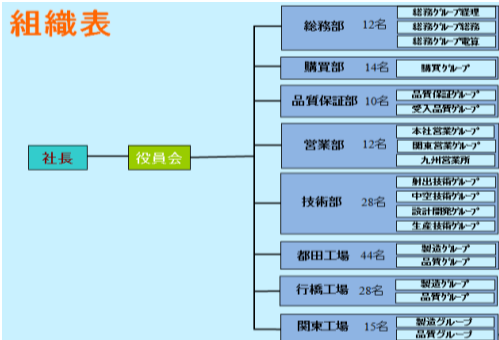 組織表
社長
役員会
総務部 12名
総務グループ経理
総務グループ総務
総務グループ電算
購買部 14名
購買グループ
品質保証部 10名
品質保証グループ
受入品質グループ
営業部 12名
本社営業グループ
関東営業グループ
九州営業所
技術部 28名
射出技術グループ
中空技術グループ
設計開発グループ
生産技術グループ
都田工場 44名
製造グループ
品質グループ
行橋工場 28名
製造グループ
品質グループ
関東工場 15名
製造グループ
品質グループ